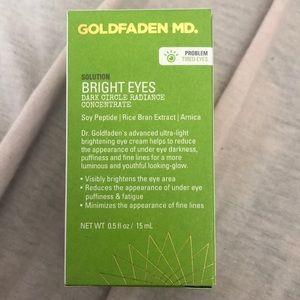 GOLDFADEN MD.
PROBLEM
TIRED EYES
SOLUTION
BRIGHT EYES
DARK CIRCLE RADIANCE
CONCENTRATE
Soy Peptide | Rice Bran Extract | Arnica
Dr. Goldfaden's advanced ultra-light
brightening eye cream helps to reduce
the appearance of under eye darkness,
puffiness and fine lines for a more
luminous and youthful looking-glow.
• Visibly brightens the eye area
• Reduces the appearance of under eye
puffiness & fatigue
• Minimizes the appearance of fine lines
NET WT 0.5 fl oz / 15 mL